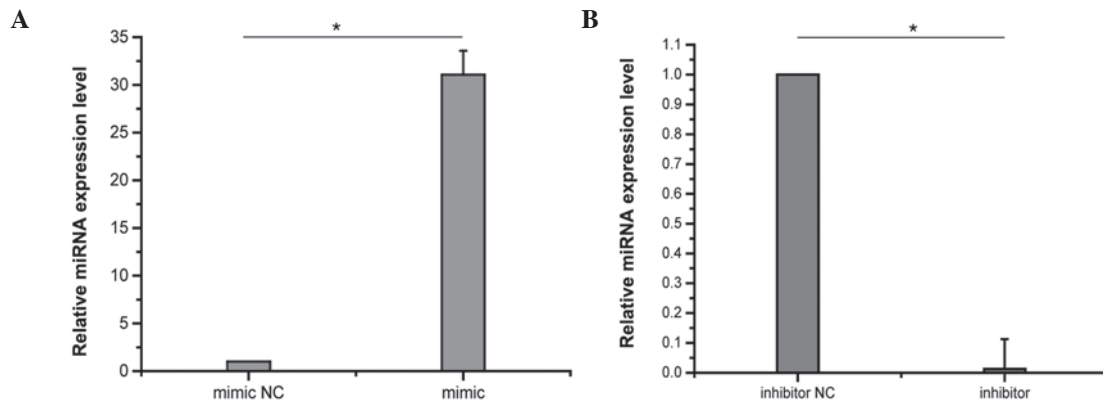 A
*
Relative miRNA expression level
35
30
25
20
15
10
5
0
mimic NC
mimic
B
*
Relative miRNA expression level
1.1
1.0
0.9
0.8
0.7
0.6
0.5
0.4
0.3
0.2
0.1
0.0
inhibitor NC
inhibitor